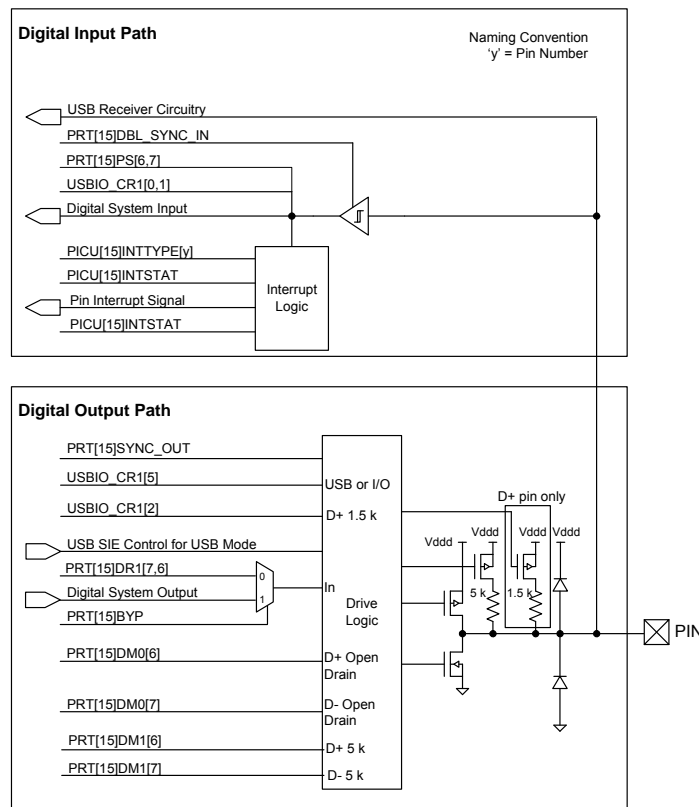 Digital Input Path
Naming Convention
'y' = Pin Number
USB Receiver Circuitry
PRT[15]DBL_SYNC_IN
PRT[15]PS[6,7]
USBIO_CR1[0,1]
Digital System Input
PICU[15]INTTYPE[y]
PICU[15]INTSTAT
Pin Interrupt Signal
PICU[15]INTSTAT
Interrupt
Logic
Digital Output Path
PRT[15]SYNC_OUT
USBIO_CR1[5]
USB or I/O
USBIO_CR1[2]
D+ 1.5 k
D+ pin only
USB SIE Control for USB Mode
Vddd
Vddd
Vddd
Vddd
PRT[15]DR1[7,6]
0
Digital System Output
1
In
5 k
1.5 k
PRT[15]BYP
Drive
Logic
PIN
PRT[15]DM0[6]
D+ Open
Drain
PRT[15]DM0[7]
D- Open
Drain
PRT[15]DM1[6]
D+ 5 k
PRT[15]DM1[7]
D- 5 k